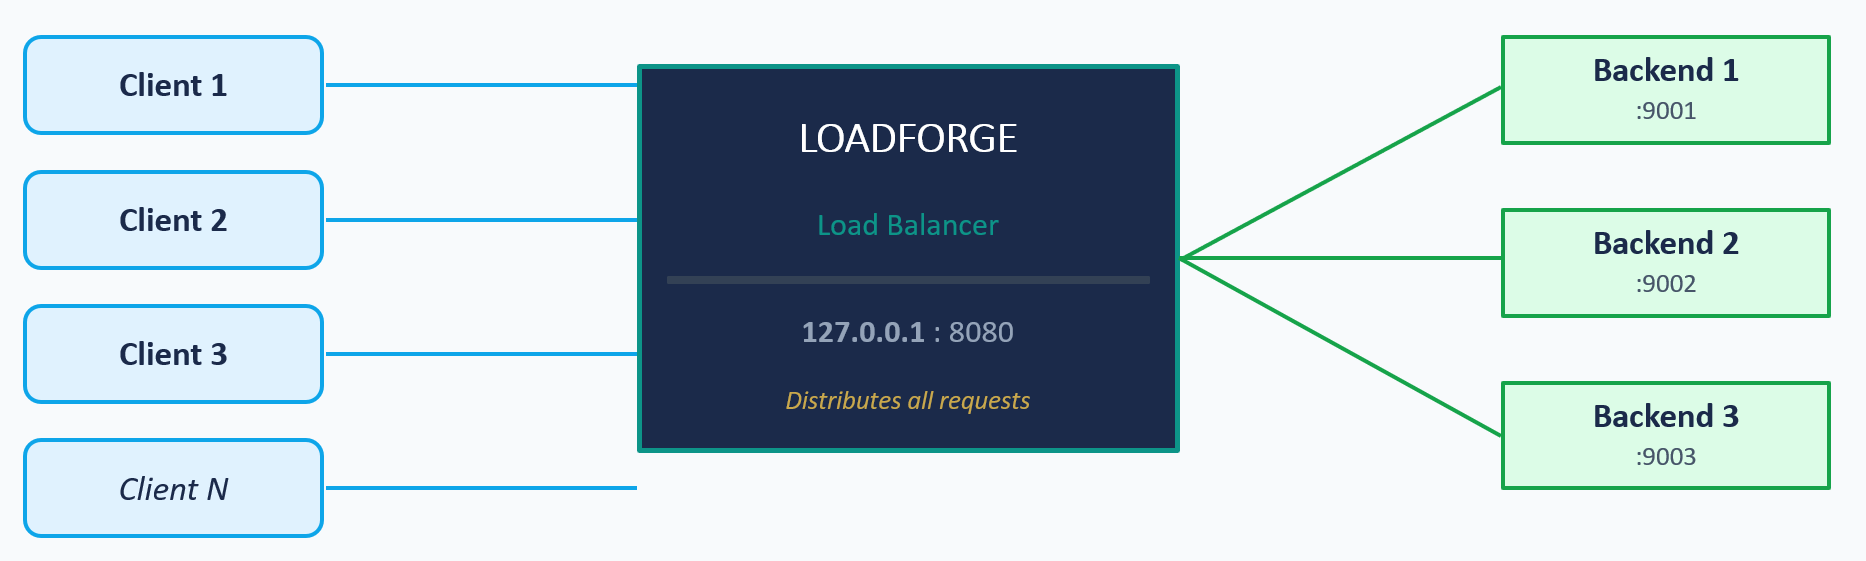 Client 1
Client 2
Client 3
Client N
LOADFORGE
Load Balancer
127.0.0.1 : 8080
Distributes all requests
Backend 1
:9001
Backend 2
:9002
Backend 3
:9003